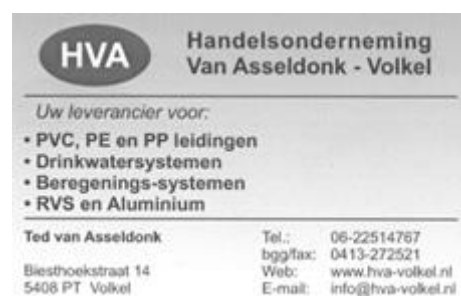 HVA
Handelsonderneming
Van Asseldonk - Volkel
Uw leverancier voor:
• PVC, PE en PP leidingen
• Drinkwatersystemen
• Beregenings-systemen
• RVS en Aluminium
Ted van Asseldonk
Biesthoekstraat 14
5408 PT Volkel
Tel.: 06-22514767
bgg/fax: 0413-272521
Web: www.hva-volkel.nl
E-mail: info@hva-volkel.nl